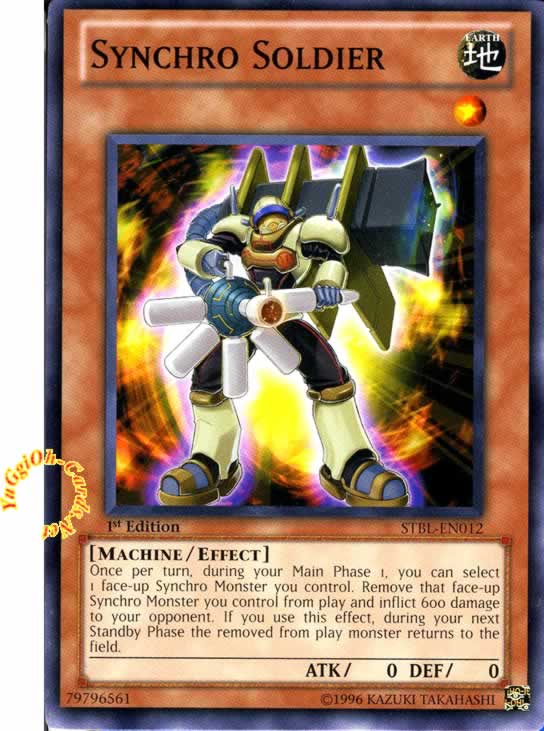 SYNCHRO SOLDIER
EARTH
地
YuGgiOh-Cards.Net
1st Edition
STBL-EN012
[MACHINE/EFFECT]
Once per turn, during your Main Phase 1, you can select
1 face-up Synchro Monster you control. Remove that face-up
Synchro Monster you control from play and inflict 600 damage
to your opponent. If you use this effect, during your next
Standby Phase the removed from play monster returns to the
field.
ATK/ 0 DEF/ 0
79796561
©1996 KAZUKI TAKAHASHI